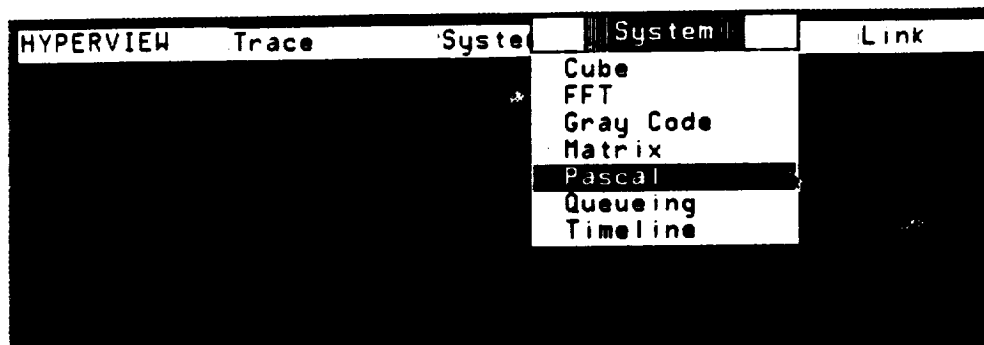 HYPERVIEW Trace Syste System Link
Cube
FFT
Gray Code
Matrix
Pascal
Queueing
Timeline